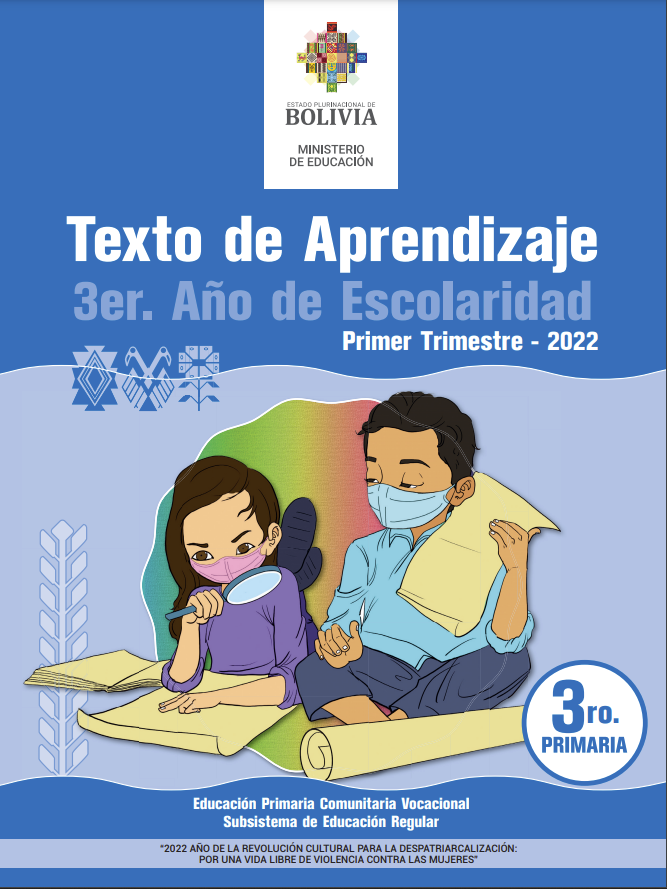 ESTADO PLURINACIONAL DE
BOLIVIA
MINISTERIO
DE EDUCACIÓN
Texto de Aprendizaje
3er. Año de Escolaridad
Primer Trimestre - 2022
3ro.
PRIMARIA
Educación Primaria Comunitaria Vocacional
Subsistema de Educación Regular
"2022 AÑO DE LA REVOLUCIÓN CULTURAL PARA LA DESPATRIARCALIZACIÓN:
POR UNA VIDA LIBRE DE VIOLENCIA CONTRA LAS MUJERES"